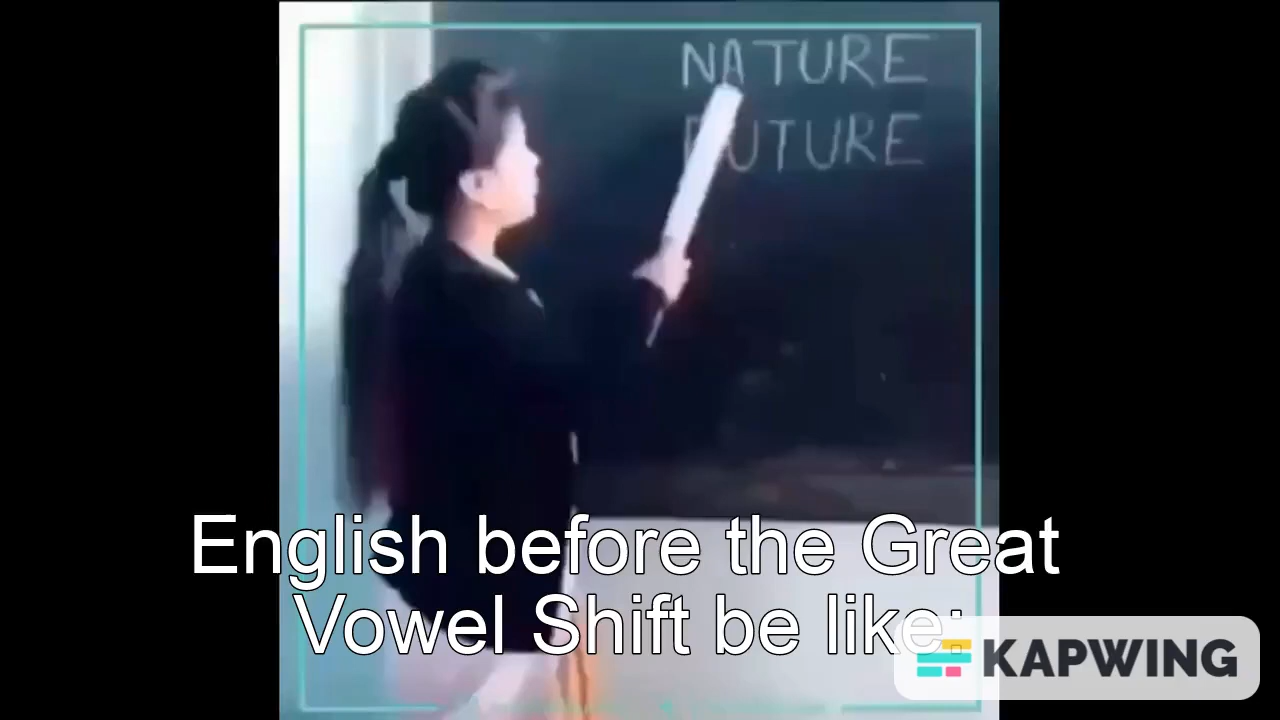 NATURE
FUTURE
English before the Great
Vowel Shift be like:
KAPWING